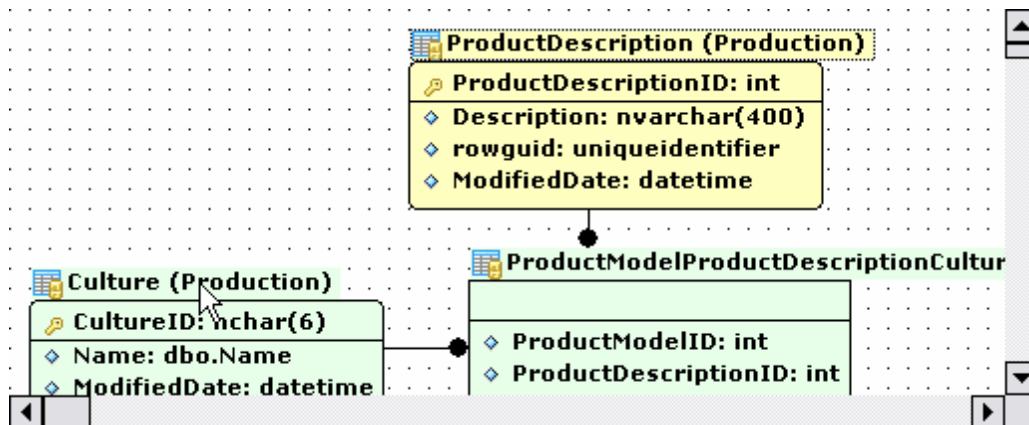 ProductDescription (Production)
ProductDescriptionID: int
Description: nvarchar(400)
rowguid: uniqueidentifier
ModifiedDate: datetime
Culture (Production)
CultureID: nchar(6)
Name: dbo.Name
ModifiedDate: datetime
ProductModelProductDescriptionCultur
ProductModelID: int
ProductDescriptionID: int